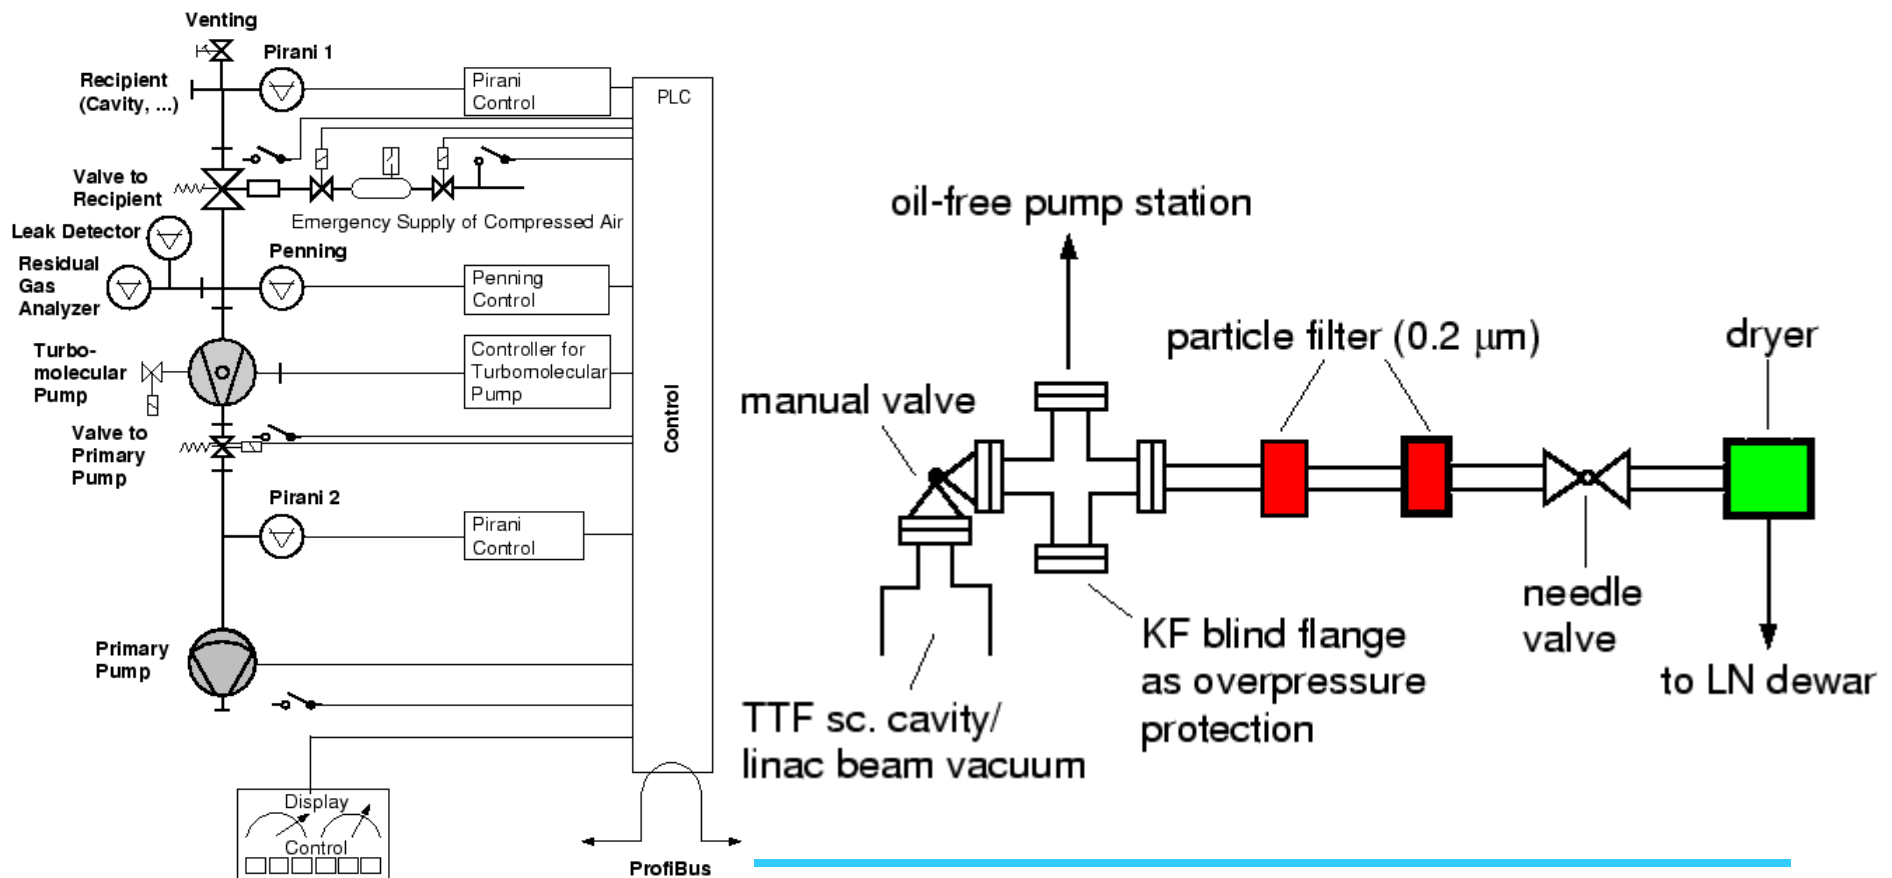 Venting
Pirani 1
Recipient
(Cavity, ...)
Pirani
Control
PLC
Valve to
Recipient
Emergency Supply of Compressed Air
Leak Detector
Residual
Gas
Analyzer
Penning
Penning
Control
Turbo-
molecular
Pump
Controller for
Turbomolecular
Pump
Control
Valve to
Primary
Pump
Pirani 2
Pirani
Control
Primary
Pump
Display
Control
ProfiBus
oil-free pump station
particle filter (0.2 μm)
dryer
manual valve
needle
valve
KF blind flange
as overpressure
protection
to LN dewar
TTF sc. cavity/
linac beam vacuum